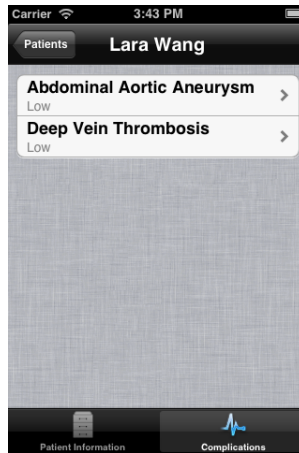 Carrier 3:43 PM
Patients Lara Wang
Abdominal Aortic Aneurysm
Low
Deep Vein Thrombosis
Low
Patient Information Complications